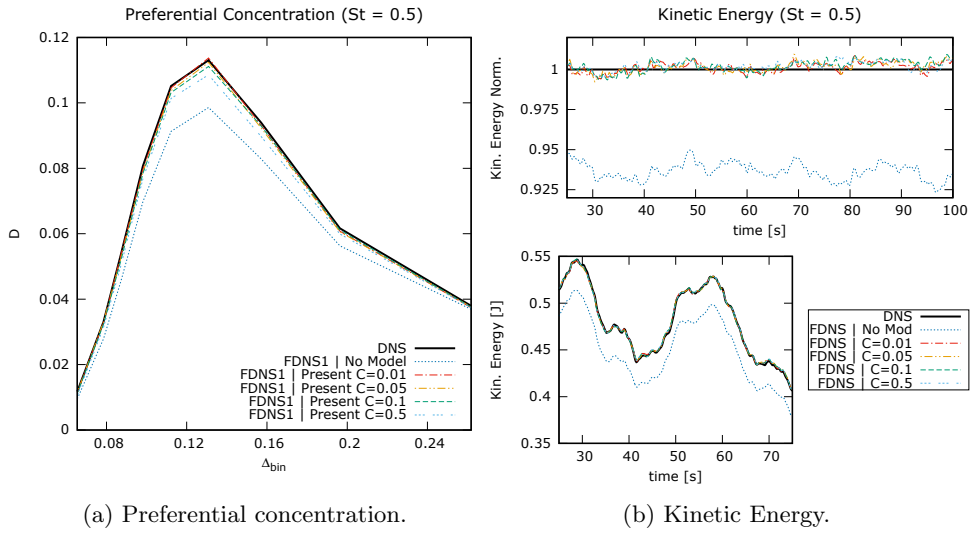 Preferential Concentration (St = 0.5)
0.12
0.1
0.08
0.06
0.04
0.02
0
D
0.08 0.12 0.16 0.2 0.24
Δbin
DNS
FDNS1 | No Model
FDNS1 | Present C=0.01
FDNS1 | Present C=0.05
FDNS1 | Present C=0.1
FDNS1 | Present C=0.5
(a) Preferential concentration.
Kinetic Energy (St = 0.5)
Kin. Energy Norm.
1
0.975
0.95
0.925
30 40 50 60 70 80 90 100
time [s]
Kin. Energy [J]
0.55
0.5
0.45
0.4
0.35
30 40 50 60 70
time [s]
DNS
FDNS | No Mod
FDNS | C=0.01
FDNS | C=0.05
FDNS | C=0.1
FDNS | C=0.5
(b) Kinetic Energy.